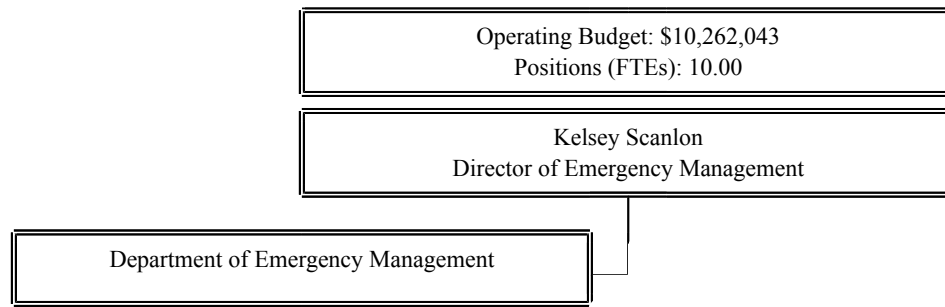 Operating Budget: $10,262,043
Positions (FTEs): 10.00
Kelsey Scanlon
Director of Emergency Management
Department of Emergency Management